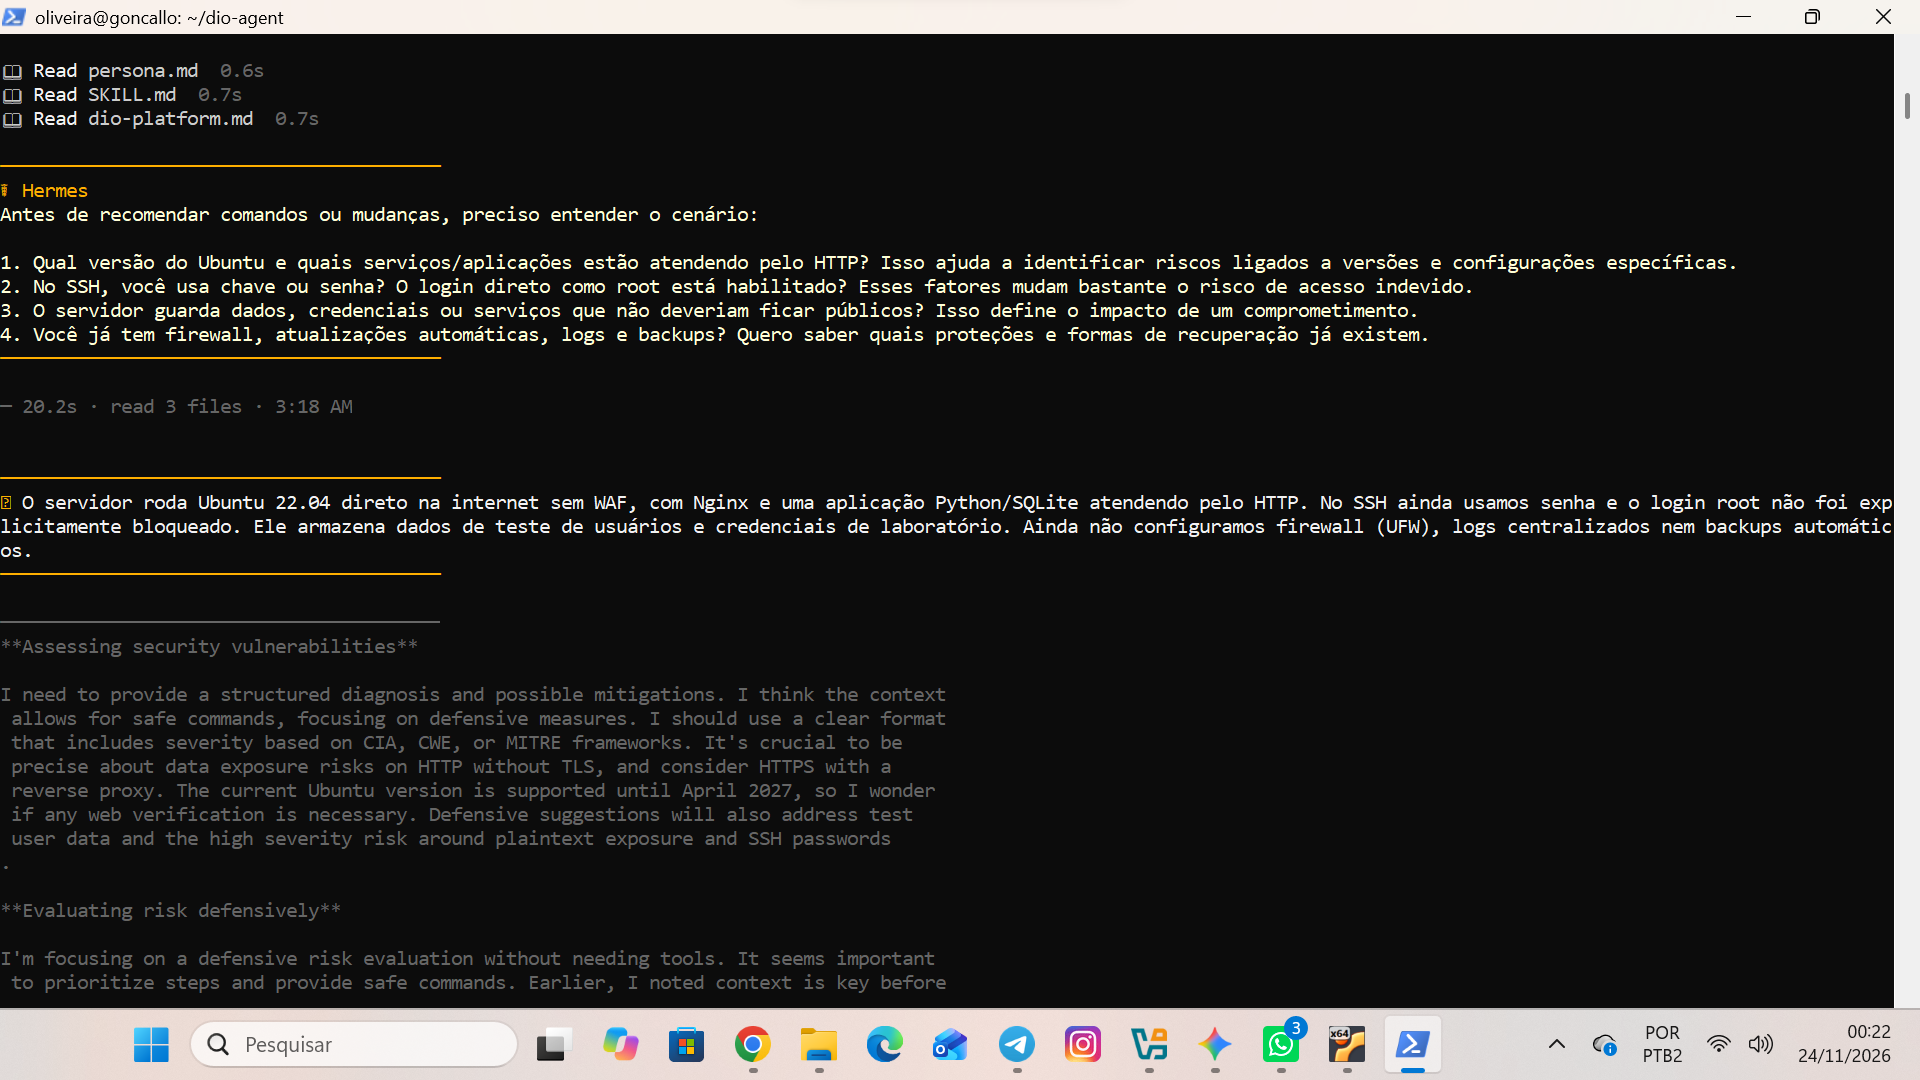 oliveira@goncallo: ~/dio-agent
Read persona.md 0.6s
Read SKILL.md 0.7s
Read dio-platform.md 0.7s
Hermes
Antes de recomendar comandos ou mudanças, preciso entender o cenário:
1. Qual versão do Ubuntu e quais serviços/aplicações estão atendendo pelo HTTP? Isso ajuda a identificar riscos ligados a versões e configurações específicas.
2. No SSH, você usa chave ou senha? O login direto como root está habilitado? Esses fatores mudam bastante o risco de acesso indevido.
3. O servidor guarda dados, credenciais ou serviços que não deveriam ficar públicos? Isso define o impacto de um comprometimento.
4. Você já tem firewall, atualizações automáticas, logs e backups? Quero saber quais proteções e formas de recuperação já existem.
— 20.2s · read 3 files · 3:18 AM
O servidor roda Ubuntu 22.04 direto na internet sem WAF, com Nginx e uma aplicação Python/SQLite atendendo pelo HTTP. No SSH ainda usamos senha e o login root não foi exp
licitamente bloqueado. Ele armazena dados de teste de usuários e credenciais de laboratório. Ainda não configuramos firewall (UFW), logs centralizados nem backups automátic
os.
**Assessing security vulnerabilities**
I need to provide a structured diagnosis and possible mitigations. I think the context
allows for safe commands, focusing on defensive measures. I should use a clear format
that includes severity based on CIA, CWE, or MITRE frameworks. It's crucial to be
precise about data exposure risks on HTTP without TLS, and consider HTTPS with a
reverse proxy. The current Ubuntu version is supported until April 2027, so I wonder
if any web verification is necessary. Defensive suggestions will also address test
user data and the high severity risk around plaintext exposure and SSH passwords
.
**Evaluating risk defensively**
I'm focusing on a defensive risk evaluation without needing tools. It seems important
to prioritize steps and provide safe commands. Earlier, I noted context is key before
Pesquisar
3
x64
POR
PTB2
00:22
24/11/2026